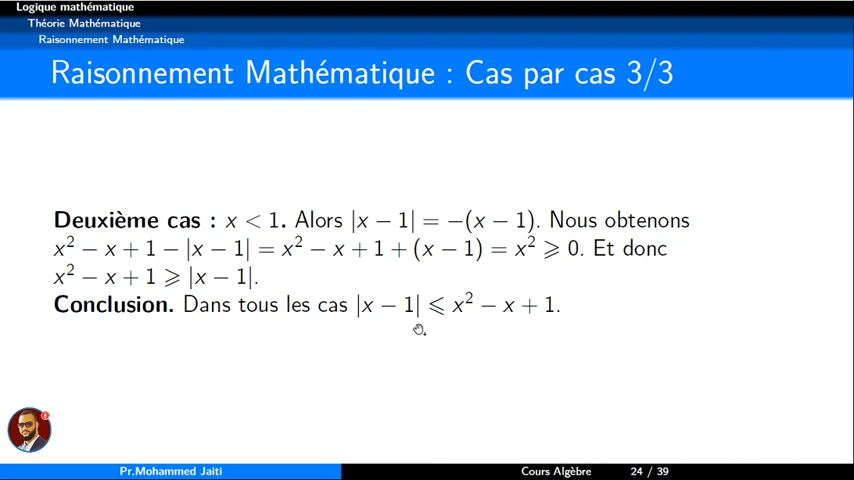 Logique mathématique
Théorie Mathématique
Raisonnement Mathématique
Raisonnement Mathématique : Cas par cas 3/3
Deuxième cas : x < 1. Alors |x − 1| = −(x − 1). Nous obtenons
x² − x + 1 − |x − 1| = x² − x + 1 + (x − 1) = x² ⩾ 0. Et donc
x² − x + 1 ⩾ |x − 1|.
Conclusion. Dans tous les cas |x − 1| ⩽ x² − x + 1.
Pr.Mohammed Jaiti
Cours Algèbre
24 / 39